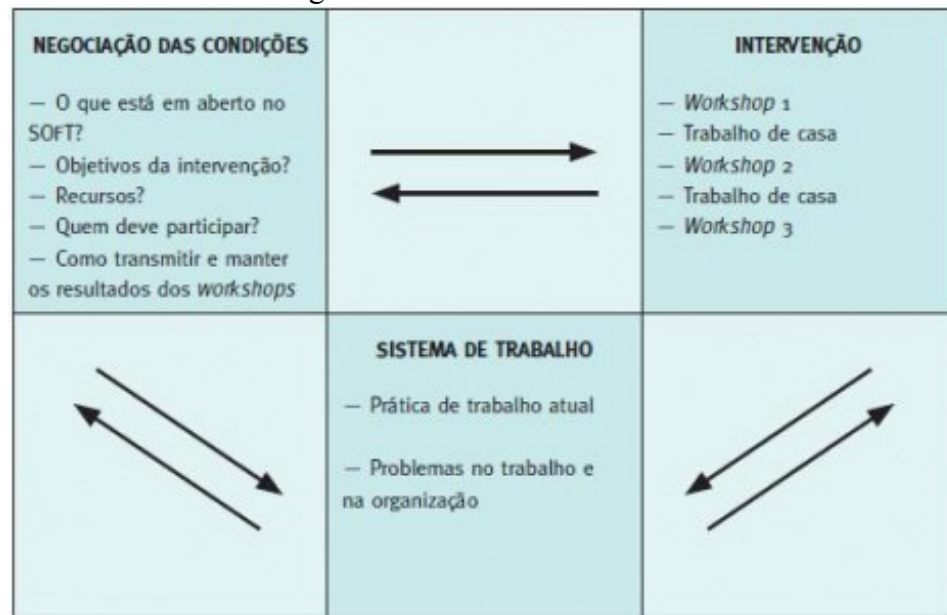 NEGOCIAÇÃO DAS CONDIÇÕES
— O que está em aberto no
SOFT?
— Objetivos da intervenção?
— Recursos?
— Quem deve participar?
— Como transmitir e manter
os resultados dos workshops
INTERVENÇÃO
— Workshop 1
— Trabalho de casa
— Workshop 2
— Trabalho de casa
— Workshop 3
SISTEMA DE TRABALHO
— Prática de trabalho atual
— Problemas no trabalho e
na organização